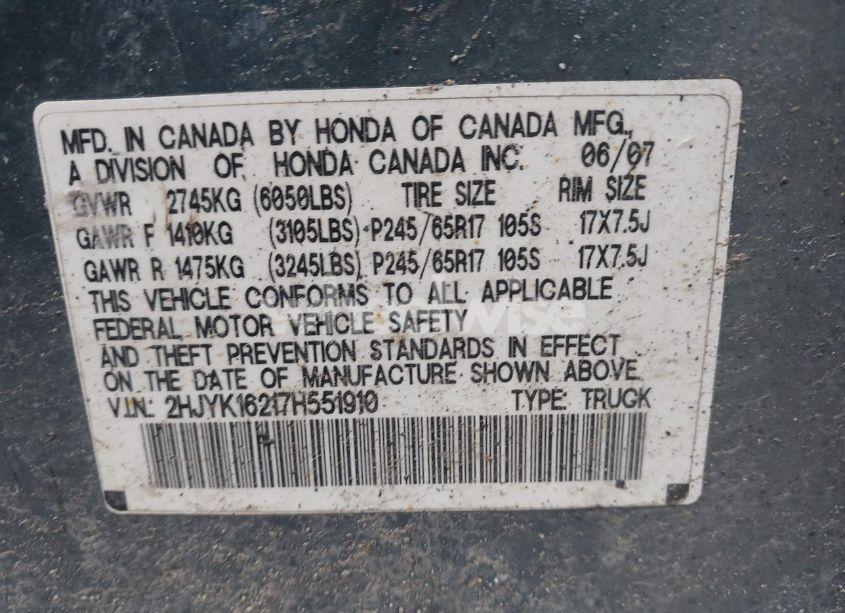 MFD. IN CANADA BY HONDA OF CANADA MFG.,
A DIVISION OF HONDA CANADA INC. 06/07
GVWR 2745KG (6050LBS) TIRE SIZE RIM SIZE
GAWR F 1410KG (3105LBS) P245/65R17 105S 17X7.5J
GAWR R 1475KG (3245LBS) P245/65R17 105S 17X7.5J
THIS VEHICLE CONFORMS TO ALL APPLICABLE
FEDERAL MOTOR VEHICLE SAFETY
AND THEFT PREVENTION STANDARDS IN EFFECT
ON THE DATE OF MANUFACTURE SHOWN ABOVE.
V.I.N.: 2HJYK16217H551910 TYPE: TRUCK